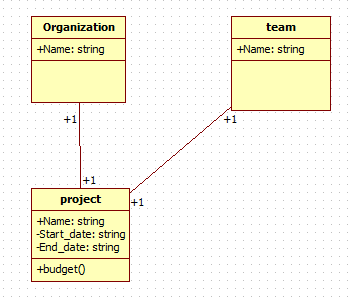 Organization
+Name: string
team
+Name: string
+1
+1
+1
+1
project
+Name: string
-Start_date: string
-End_date: string
+budget()